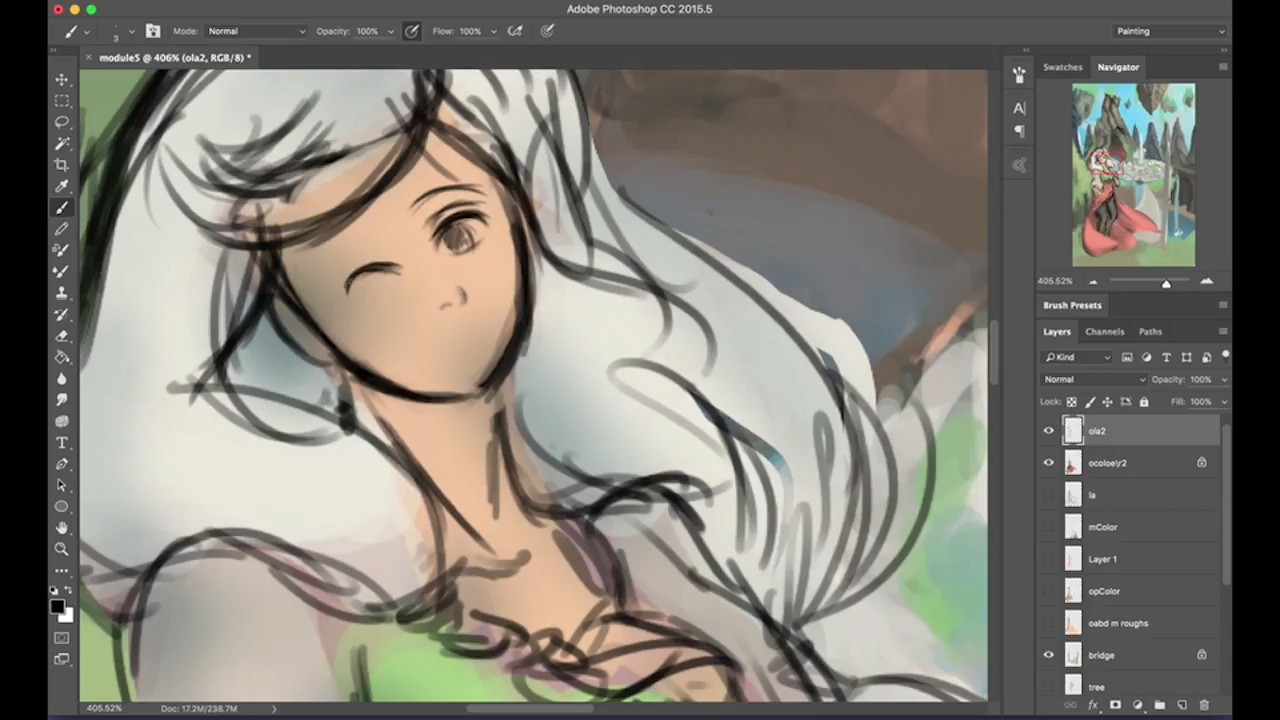 Adobe Photoshop CC 2015.5
3 Mode: Normal Opacity: 100% Flow: 100% Painting
module5 @ 406% (ola2, RGB/8) *
Swatches Navigator
405.52%
Brush Presets
Layers Channels Paths
Kind
Normal Opacity: 100%
Lock: Fill: 100%
ola2
ocoloe\r2
la
mColor
Layer 1
opColor
oabd m roughs
bridge
tree
405.52% Doc: 17.2M/238.7M